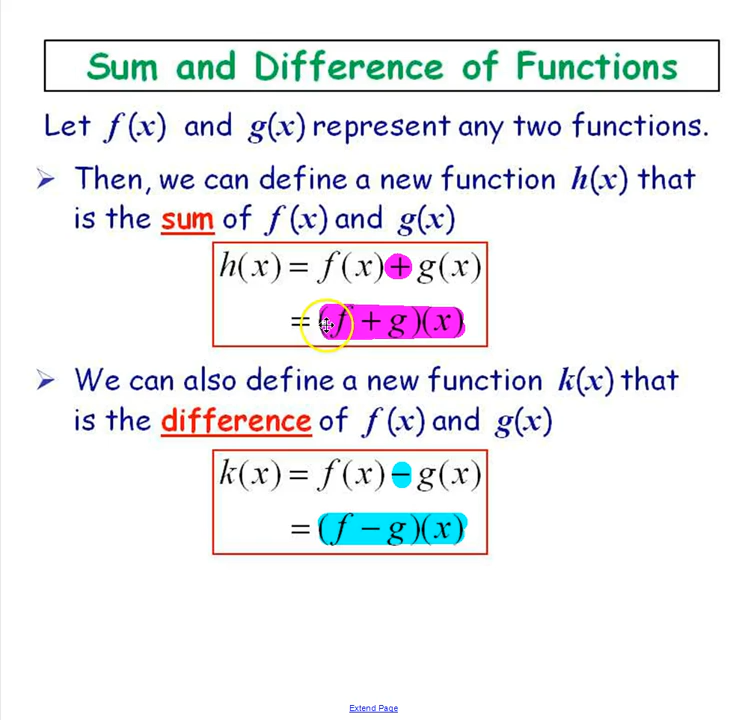 Sum and Difference of Functions
Let f(x) and g(x) represent any two functions.
➢ Then, we can define a new function h(x) that
is the sum of f(x) and g(x)
h(x) = f(x) + g(x)
= (f + g)(x)
➢ We can also define a new function k(x) that
is the difference of f(x) and g(x)
k(x) = f(x) − g(x)
= (f − g)(x)
Extend Page